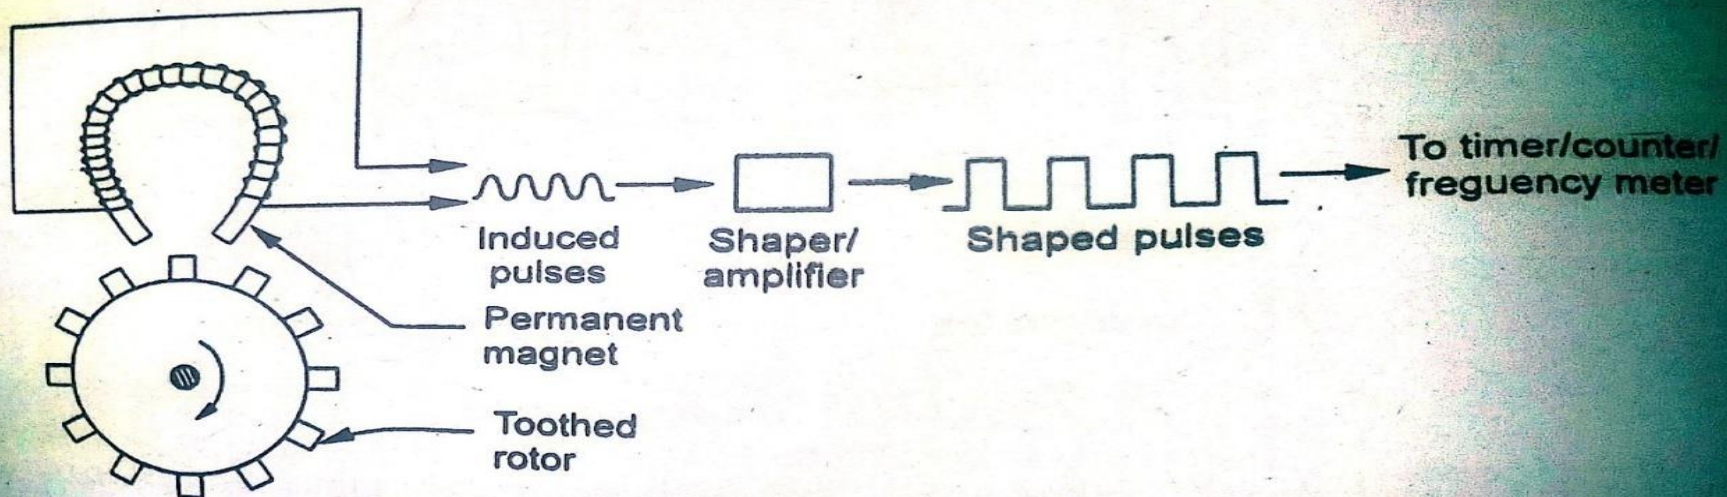 Induced
pulses
Shaper/
amplifier
Shaped pulses
To timer/counter/
freguency meter
Permanent
magnet
Toothed
rotor